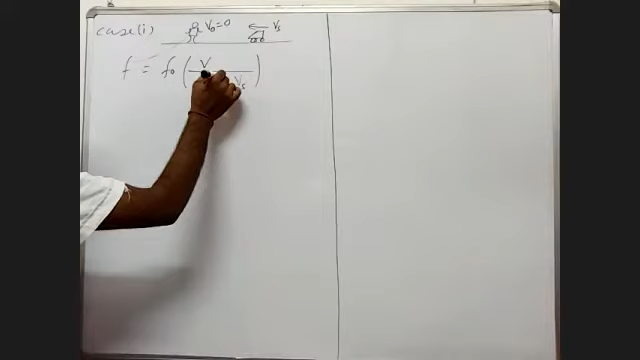 case(i) V₀=0 Vs
f = f₀ (V / Vs)